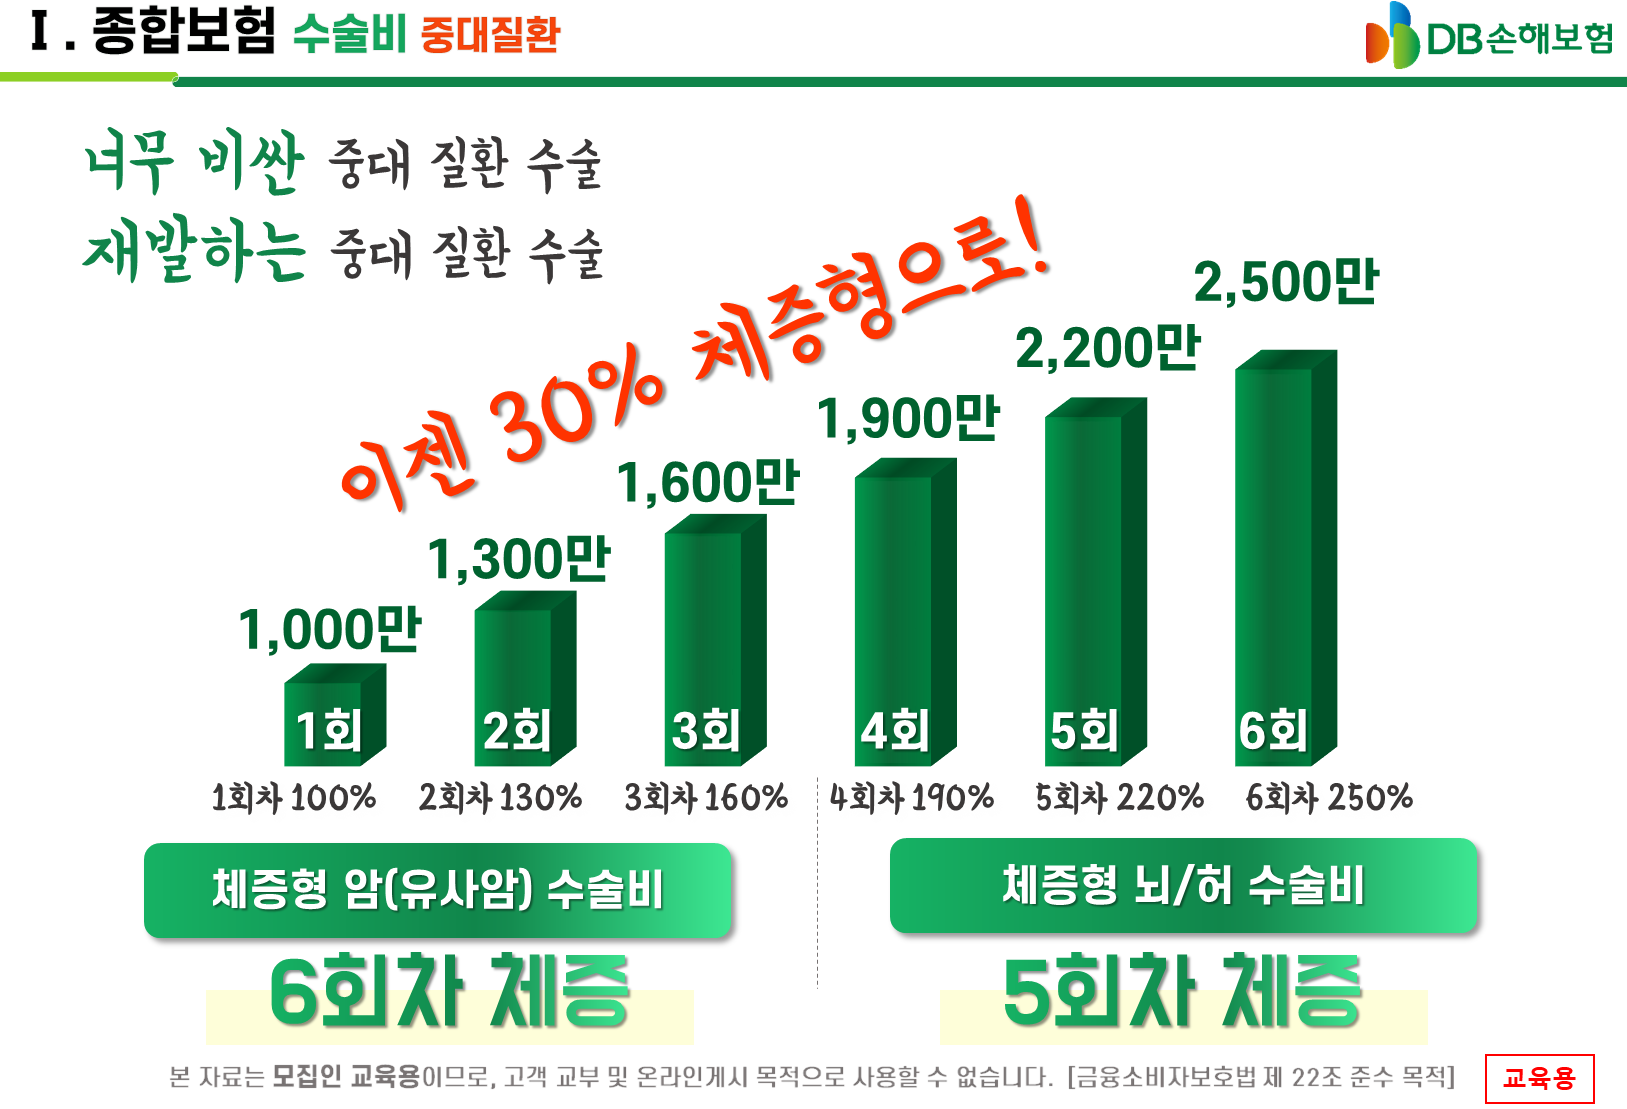 Ⅰ. 종합보험 수술비 중대질환
DB손해보험
너무 비싼 중대 질환 수술
재발하는 중대 질환 수술
이젠 30% 체증형으로!
1,000만
1,300만
1,600만
1,900만
2,200만
2,500만
1회
2회
3회
4회
5회
6회
1회차 100%
2회차 130%
3회차 160%
4회차 190%
5회차 220%
6회차 250%
체증형 암(유사암) 수술비
6회차 체증
체증형 뇌/허 수술비
5회차 체증
본 자료는 모집인 교육용이므로, 고객 교부 및 온라인게시 목적으로 사용할 수 없습니다. [금융소비자보호법 제 22조 준수 목적]
교육용